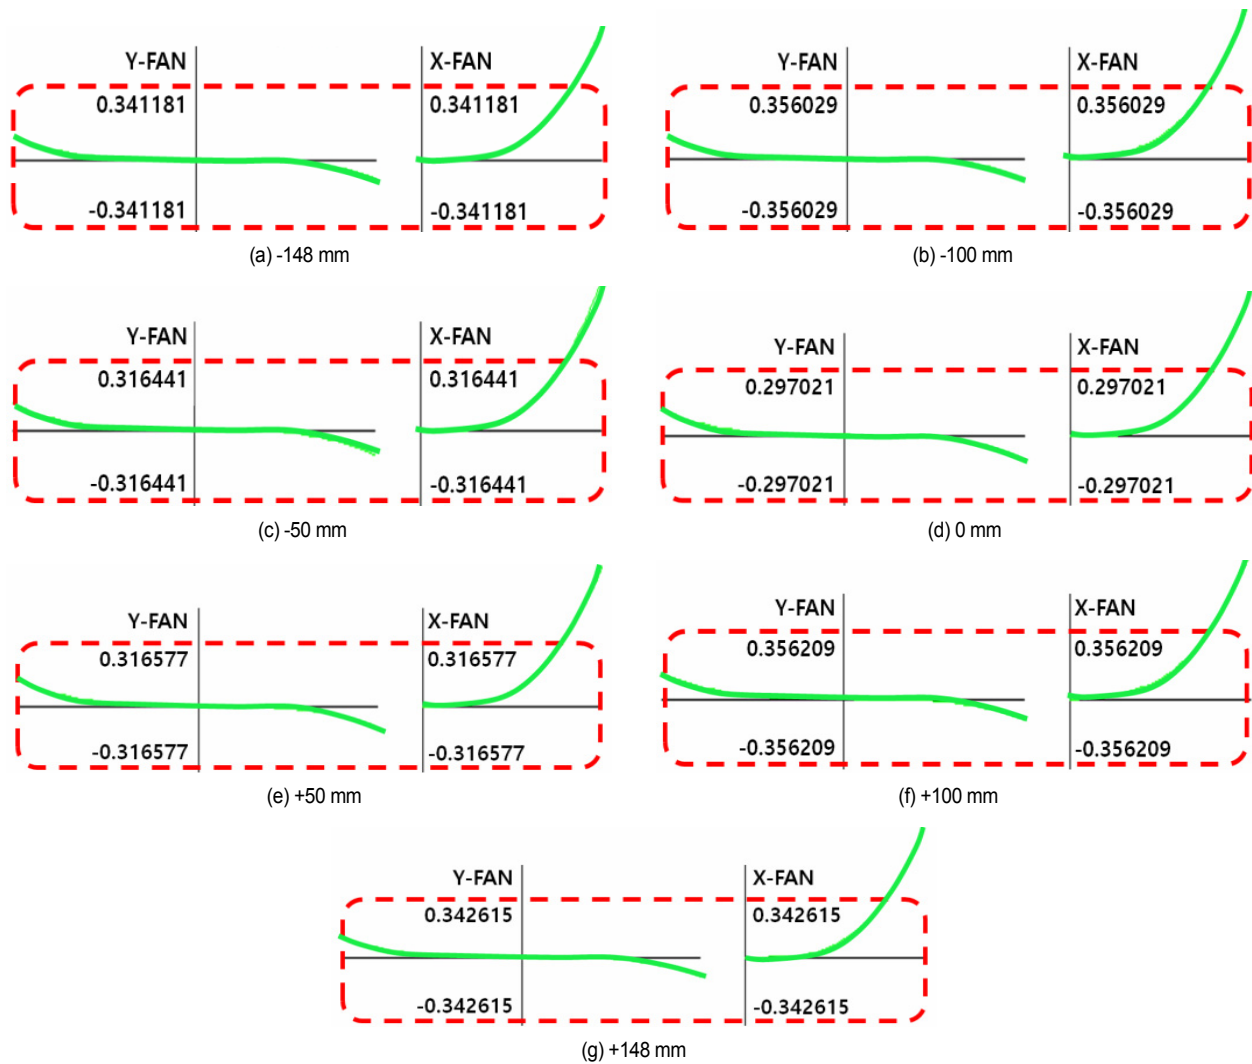 Y-FAN X-FAN
0.341181 0.341181
-0.341181 -0.341181
(a) -148 mm
Y-FAN X-FAN
0.356029 0.356029
-0.356029 -0.356029
(b) -100 mm
Y-FAN X-FAN
0.316441 0.316441
-0.316441 -0.316441
(c) -50 mm
Y-FAN X-FAN
0.297021 0.297021
-0.297021 -0.297021
(d) 0 mm
Y-FAN X-FAN
0.316577 0.316577
-0.316577 -0.316577
(e) +50 mm
Y-FAN X-FAN
0.356209 0.356209
-0.356209 -0.356209
(f) +100 mm
Y-FAN X-FAN
0.342615 0.342615
-0.342615 -0.342615
(g) +148 mm